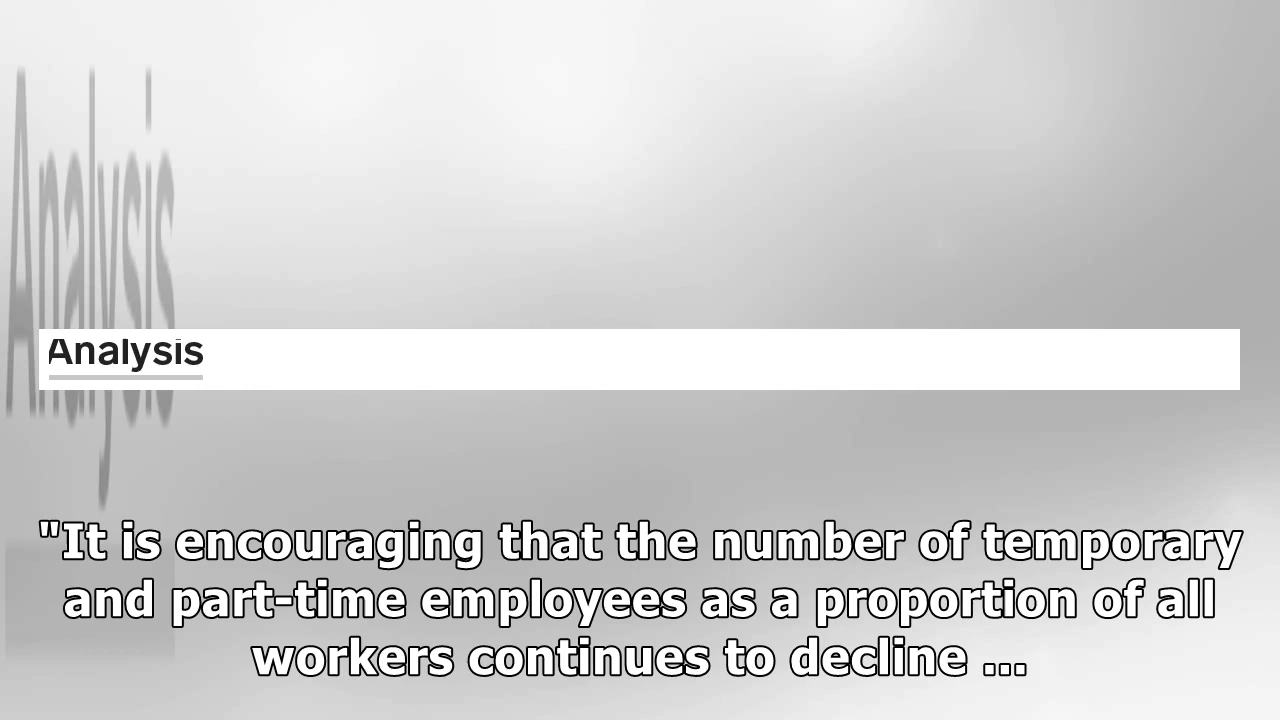 Analysis
Analysis
"It is encouraging that the number of temporary
and part-time employees as a proportion of all
workers continues to decline ...